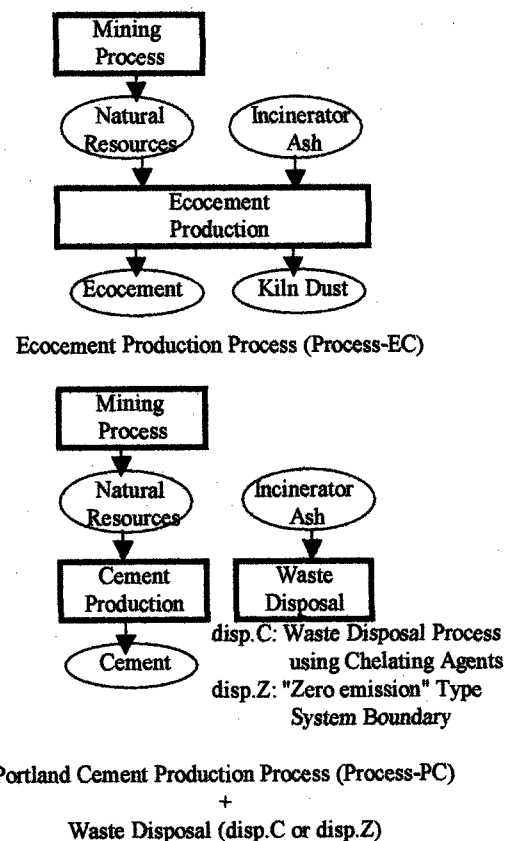 Mining
Process
Natural
Resources
Incinerator
Ash
Ecocement
Production
Ecocement
Kiln Dust
Ecocement Production Process (Process-EC)
Mining
Process
Natural
Resources
Incinerator
Ash
Cement
Production
Waste
Disposal
Cement
disp.C: Waste Disposal Process
using Chelating Agents
disp.Z: "Zero emission" Type
System Boundary
Portland Cement Production Process (Process-PC)
+
Waste Disposal (disp.C or disp.Z)